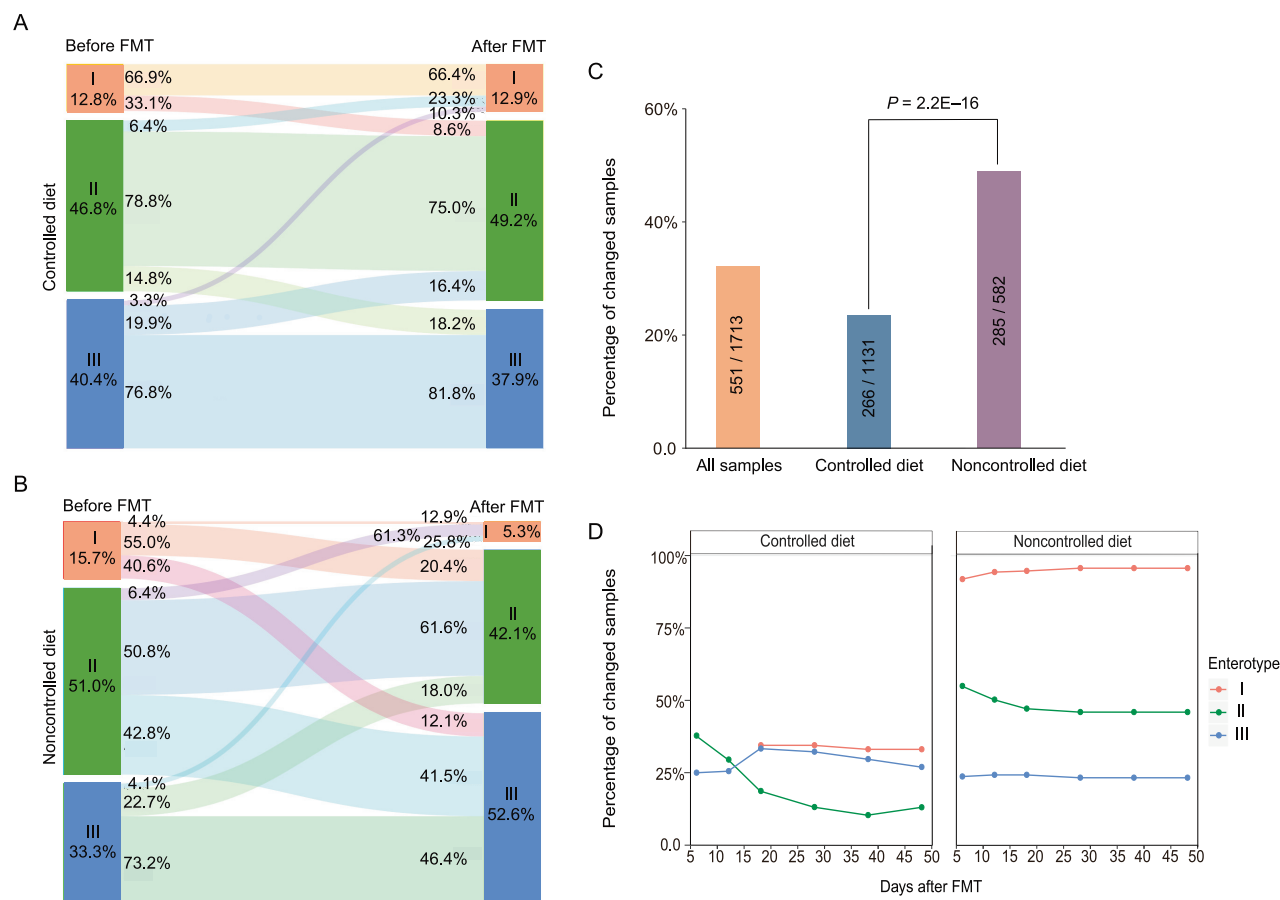 A
Before FMT
After FMT
I
12.8%
66.9%
33.1%
6.4%
II
46.8%
78.8%
14.8%
3.3%
19.9%
III
40.4%
76.8%
66.4%
23.3%
10.3%
8.6%
75.0%
16.4%
18.2%
81.8%
I
12.9%
II
49.2%
III
37.9%
Controlled diet
B
Before FMT
After FMT
I
15.7%
4.4%
55.0%
40.6%
6.4%
II
51.0%
50.8%
42.8%
4.1%
22.7%
III
33.3%
73.2%
12.9%
61.3%
25.8%
20.4%
61.6%
18.0%
12.1%
41.5%
46.4%
I 5.3%
II
42.1%
III
52.6%
Noncontrolled diet
C
P = 2.2E–16
60%
40%
20%
0.0
Percentage of changed samples
551 / 1713
266 / 1131
285 / 582
All samples
Controlled diet
Noncontrolled diet
D
Controlled diet
Noncontrolled diet
100%
75%
50%
25%
0.0
Percentage of changed samples
5 10 15 20 25 30 35 40 45 50
5 10 15 20 25 30 35 40 45 50
Days after FMT
Enterotype
I
II
III